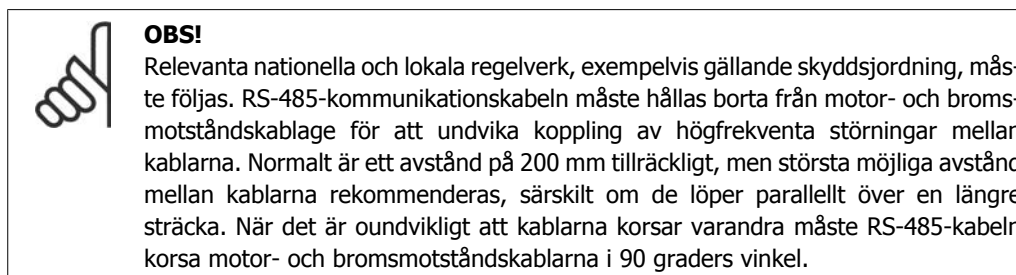 OBS!
Relevanta nationella och lokala regelverk, exempelvis gällande skyddsjordning, mås-
te följas. RS-485-kommunikationskabeln måste hållas borta från motor- och broms-
motståndskablage för att undvika koppling av högfrekventa störningar mellan
kablarna. Normalt är ett avstånd på 200 mm tillräckligt, men största möjliga avstånd
mellan kablarna rekommenderas, särskilt om de löper parallellt över en längre
sträcka. När det är oundvikligt att kablarna korsar varandra måste RS-485-kabeln
korsa motor- och bromsmotståndskablarna i 90 graders vinkel.